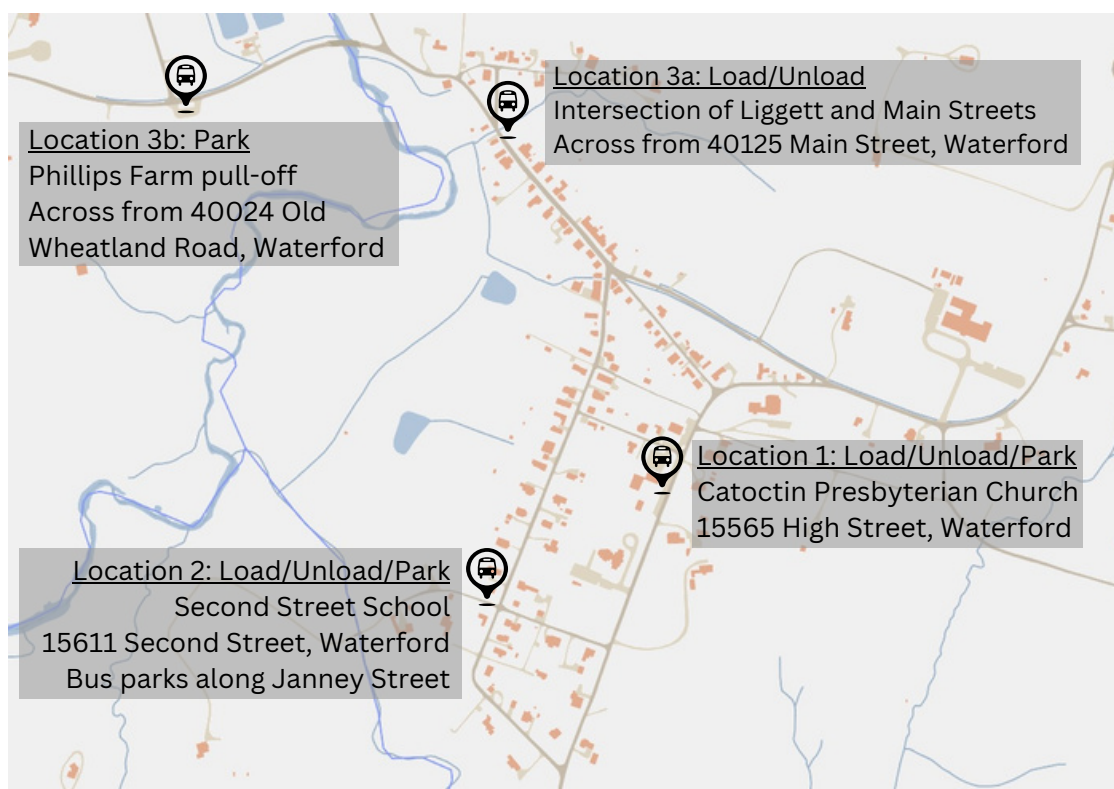 Location 3a: Load/Unload
Intersection of Liggett and Main Streets
Across from 40125 Main Street, Waterford
Location 3b: Park
Phillips Farm pull-off
Across from 40024 Old
Wheatland Road, Waterford
Location 1: Load/Unload/Park
Catoctin Presbyterian Church
15565 High Street, Waterford
Location 2: Load/Unload/Park
Second Street School
15611 Second Street, Waterford
Bus parks along Janney Street